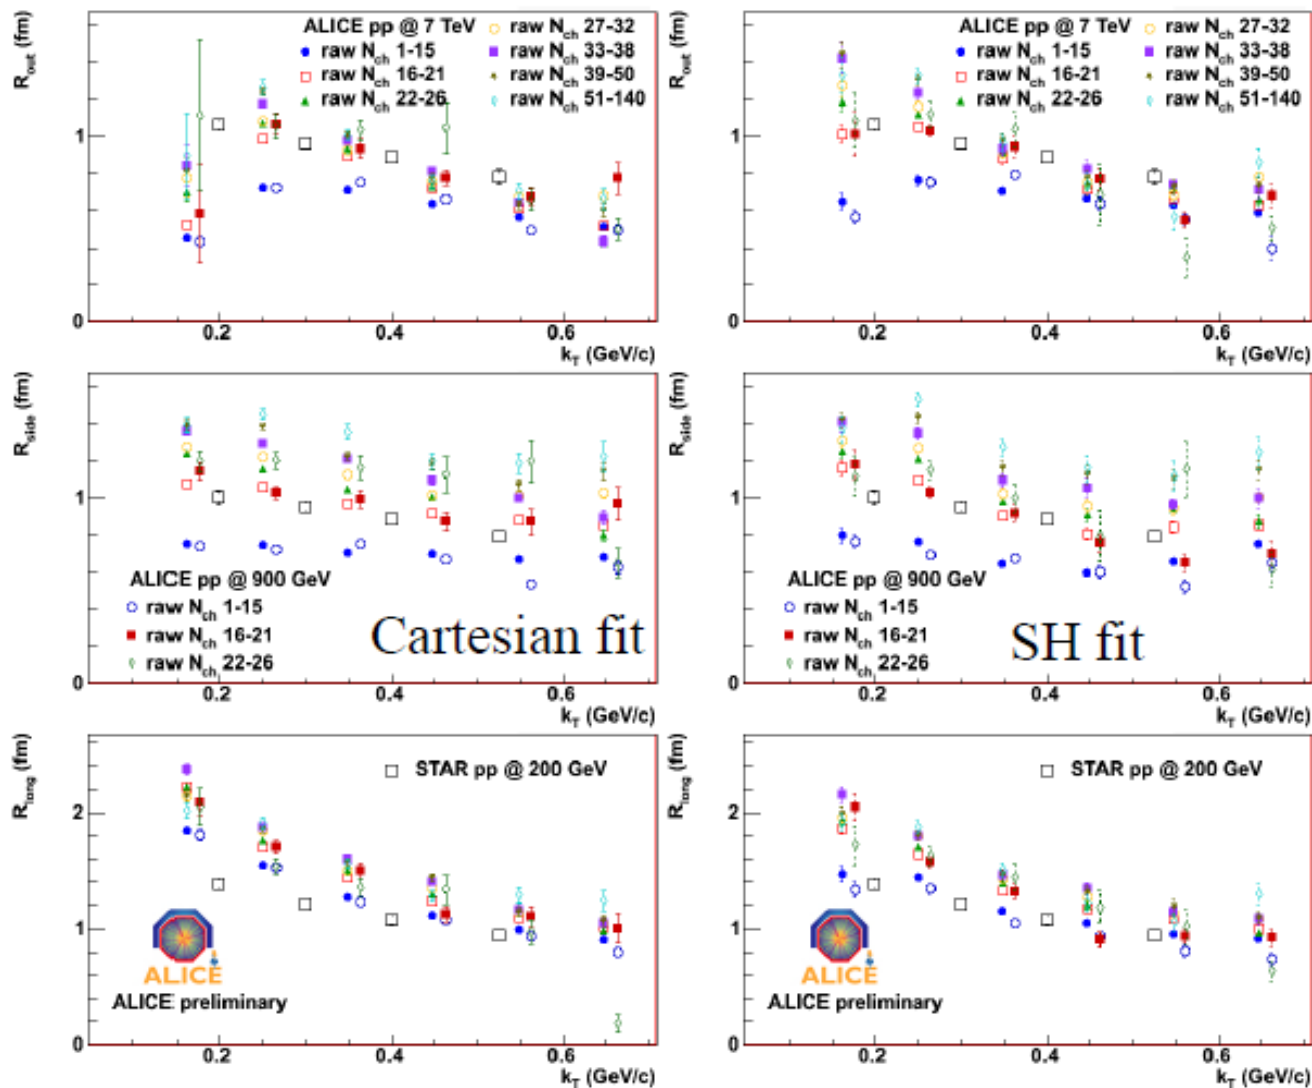 R_out (fm)
ALICE pp @ 7 TeV
raw N_ch 1-15
raw N_ch 16-21
raw N_ch 22-26
raw N_ch 27-32
raw N_ch 33-38
raw N_ch 39-50
raw N_ch 51-140
1
0
0.2 0.4 0.6
k_T (GeV/c)
R_out (fm)
ALICE pp @ 7 TeV
raw N_ch 1-15
raw N_ch 16-21
raw N_ch 22-26
raw N_ch 27-32
raw N_ch 33-38
raw N_ch 39-50
raw N_ch 51-140
1
0
0.2 0.4 0.6
k_T (GeV/c)
R_side (fm)
1
ALICE pp @ 900 GeV
raw N_ch 1-15
raw N_ch 16-21
raw N_ch 22-26
Cartesian fit
0
0.2 0.4 0.6
k_T (GeV/c)
R_side (fm)
1
ALICE pp @ 900 GeV
raw N_ch 1-15
raw N_ch 16-21
raw N_ch 22-26
SH fit
0
0.2 0.4 0.6
k_T (GeV/c)
R_long (fm)
STAR pp @ 200 GeV
2
1
ALICE
ALICE preliminary
0
0.2 0.4 0.6
k_T (GeV/c)
R_long (fm)
STAR pp @ 200 GeV
2
1
ALICE
ALICE preliminary
0
0.2 0.4 0.6
k_T (GeV/c)